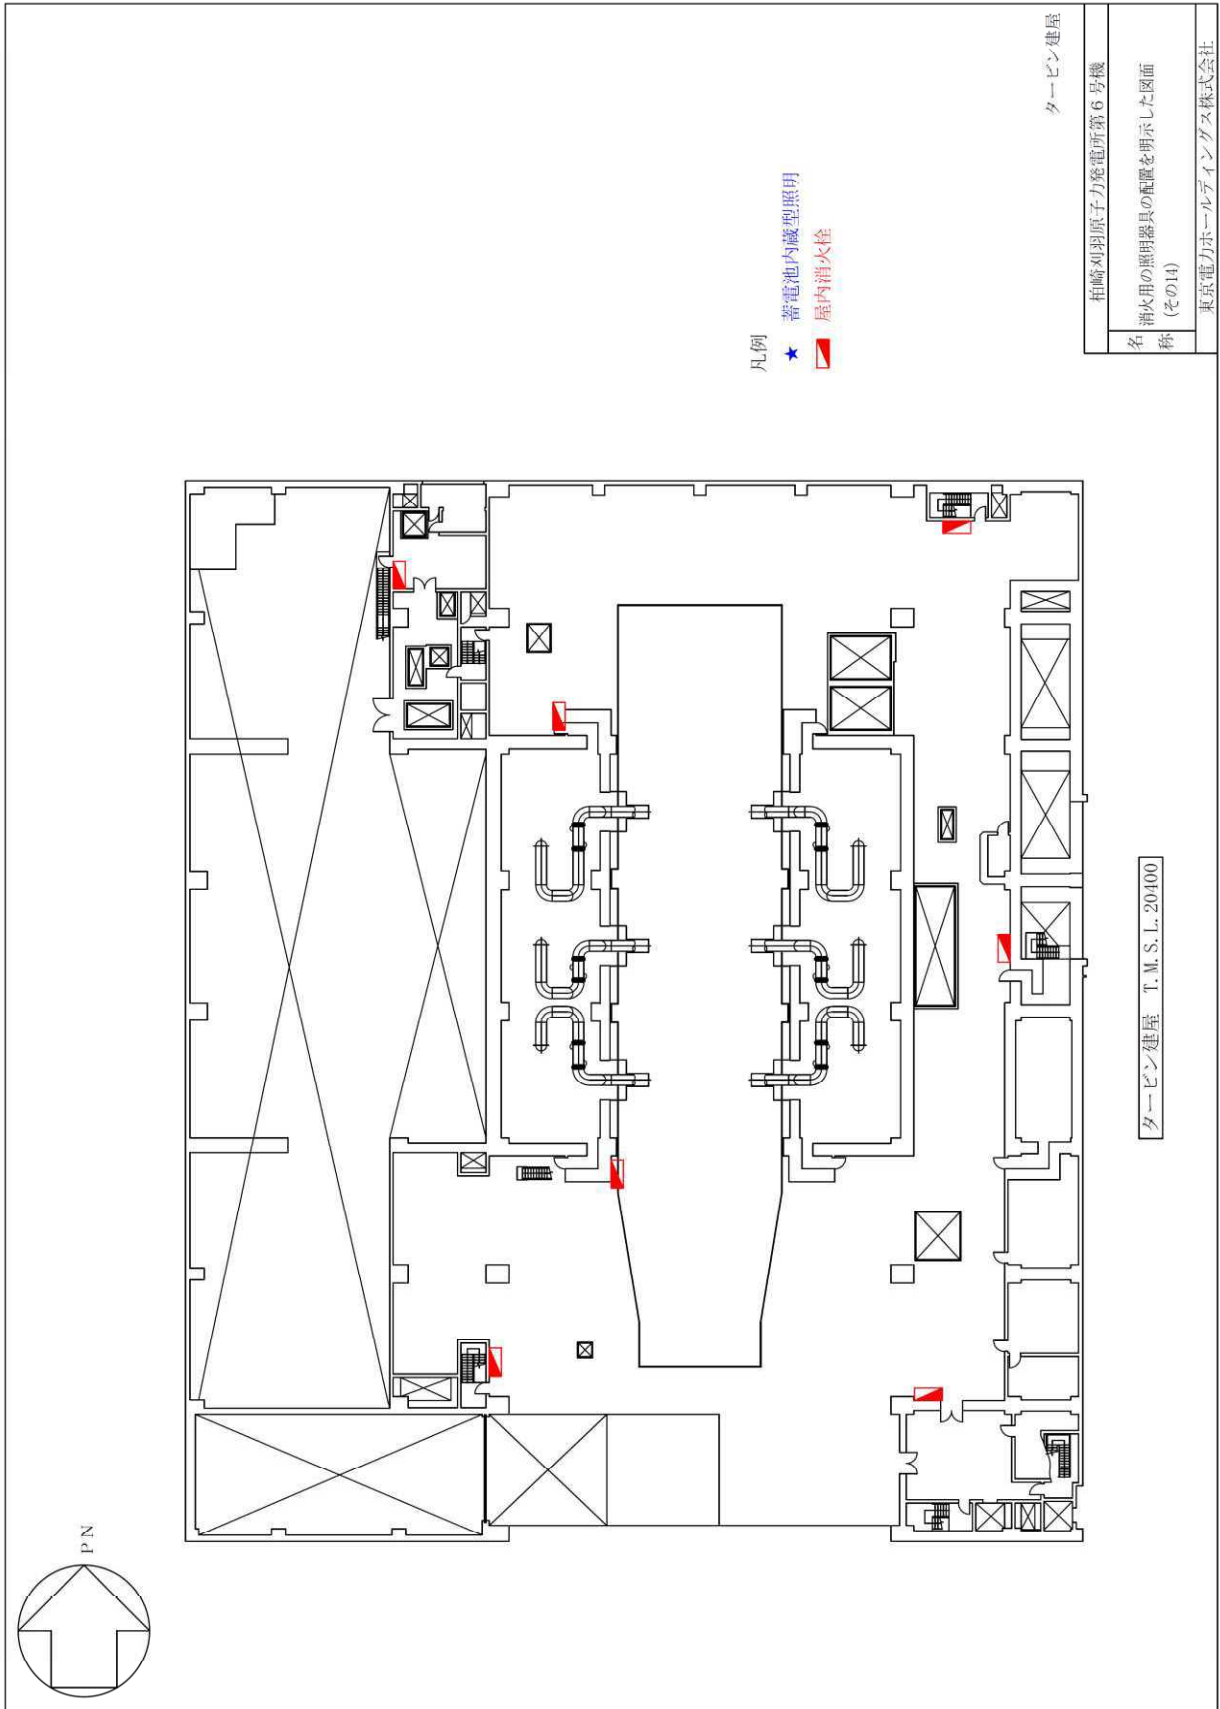 PN
タービン建屋 T.M.S.L.20400
凡例
★ 蓄電池内蔵型照明
屋内消火栓
タービン建屋
柏崎刈羽原子力発電所第6号機
名称
消火用の照明器具の配置を明示した図面
(その14)
東京電力ホールディングス株式会社